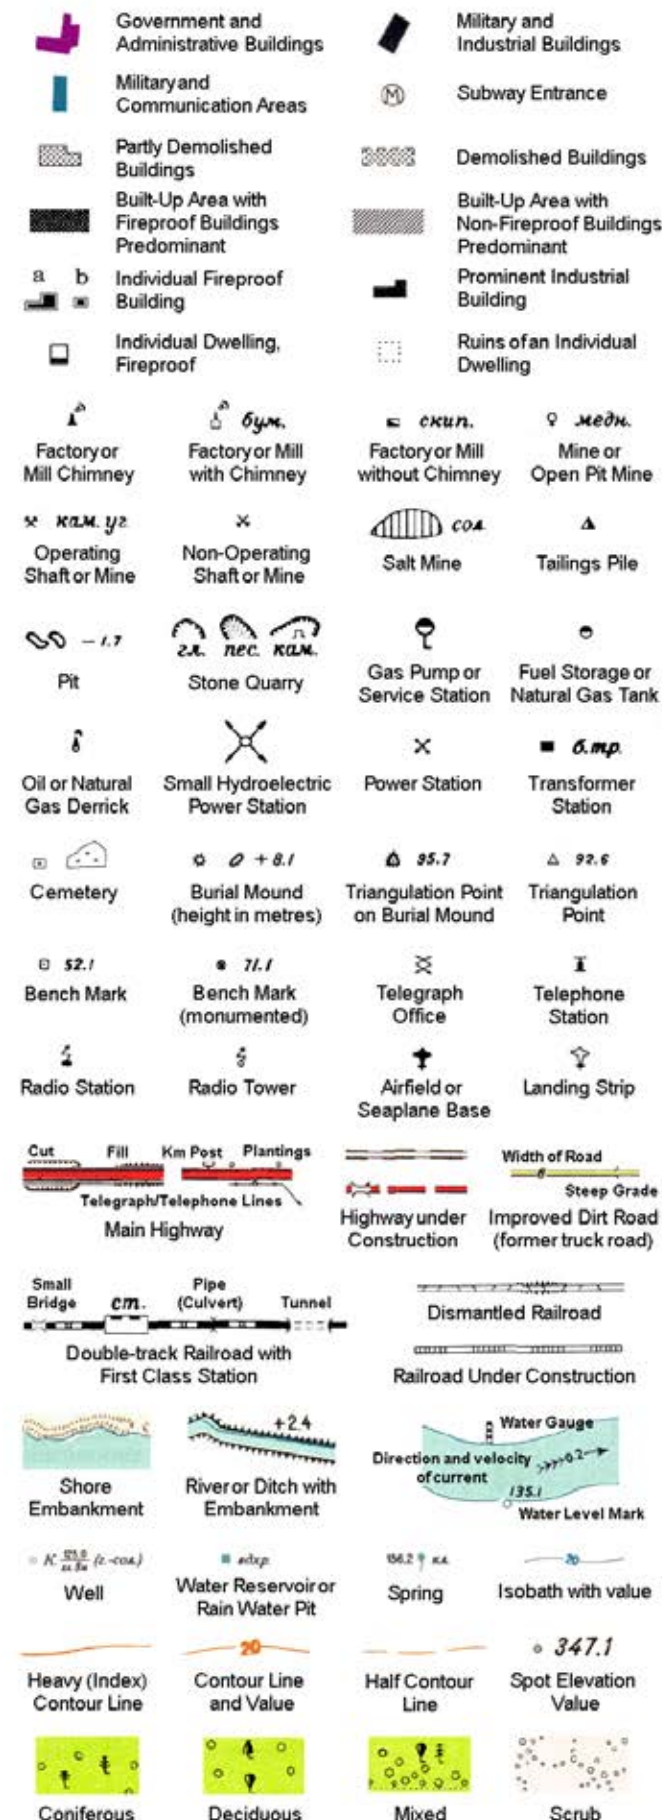 Government and
Administrative Buildings
Military and
Industrial Buildings
Military and
Communication Areas
M
Subway Entrance
Partly Demolished
Buildings
Demolished Buildings
Built-Up Area with
Fireproof Buildings
Predominant
Built-Up Area with
Non-Fireproof Buildings
Predominant
a b
Individual Fireproof
Building
Prominent Industrial
Building
Individual Dwelling,
Fireproof
Ruins of an Individual
Dwelling
бум.
скип.
медн.
Factory or
Mill Chimney
Factory or Mill
with Chimney
Factory or Mill
without Chimney
Mine or
Open Pit Mine
кам. уг
сол
Operating
Shaft or Mine
Non-Operating
Shaft or Mine
Salt Mine
Tailings Pile
-1.7
гл. пес. кам.
Pit
Stone Quarry
Gas Pump or
Service Station
Fuel Storage or
Natural Gas Tank
б.тр.
Oil or Natural
Gas Derrick
Small Hydroelectric
Power Station
Power Station
Transformer
Station
+8.1
95.7
92.6
Cemetery
Burial Mound
(height in metres)
Triangulation Point
on Burial Mound
Triangulation
Point
52.1
71.1
Bench Mark
Bench Mark
(monumented)
Telegraph
Office
Telephone
Station
Radio Station
Radio Tower
Airfield or
Seaplane Base
Landing Strip
Cut Fill Km Post Plantings
Telegraph/Telephone Lines
Main Highway
Highway under
Construction
Width of Road
8
Steep Grade
Improved Dirt Road
(former truck road)
Small
Bridge
ст.
Pipe
(Culvert)
Tunnel
Double-track Railroad with
First Class Station
Dismantled Railroad
Railroad Under Construction
Shore
Embankment
+2.4
River or Ditch with
Embankment
Water Gauge
Direction and velocity
of current
0.2
135.1
Water Level Mark
К. 125.0 (г.-сол.)
Well
вдхр.
Water Reservoir or
Rain Water Pit
156.2 кл.
Spring
20
Isobath with value
Heavy (Index)
Contour Line
20
Contour Line
and Value
Half Contour
Line
347.1
Spot Elevation
Value
Coniferous
Deciduous
Mixed
Scrub